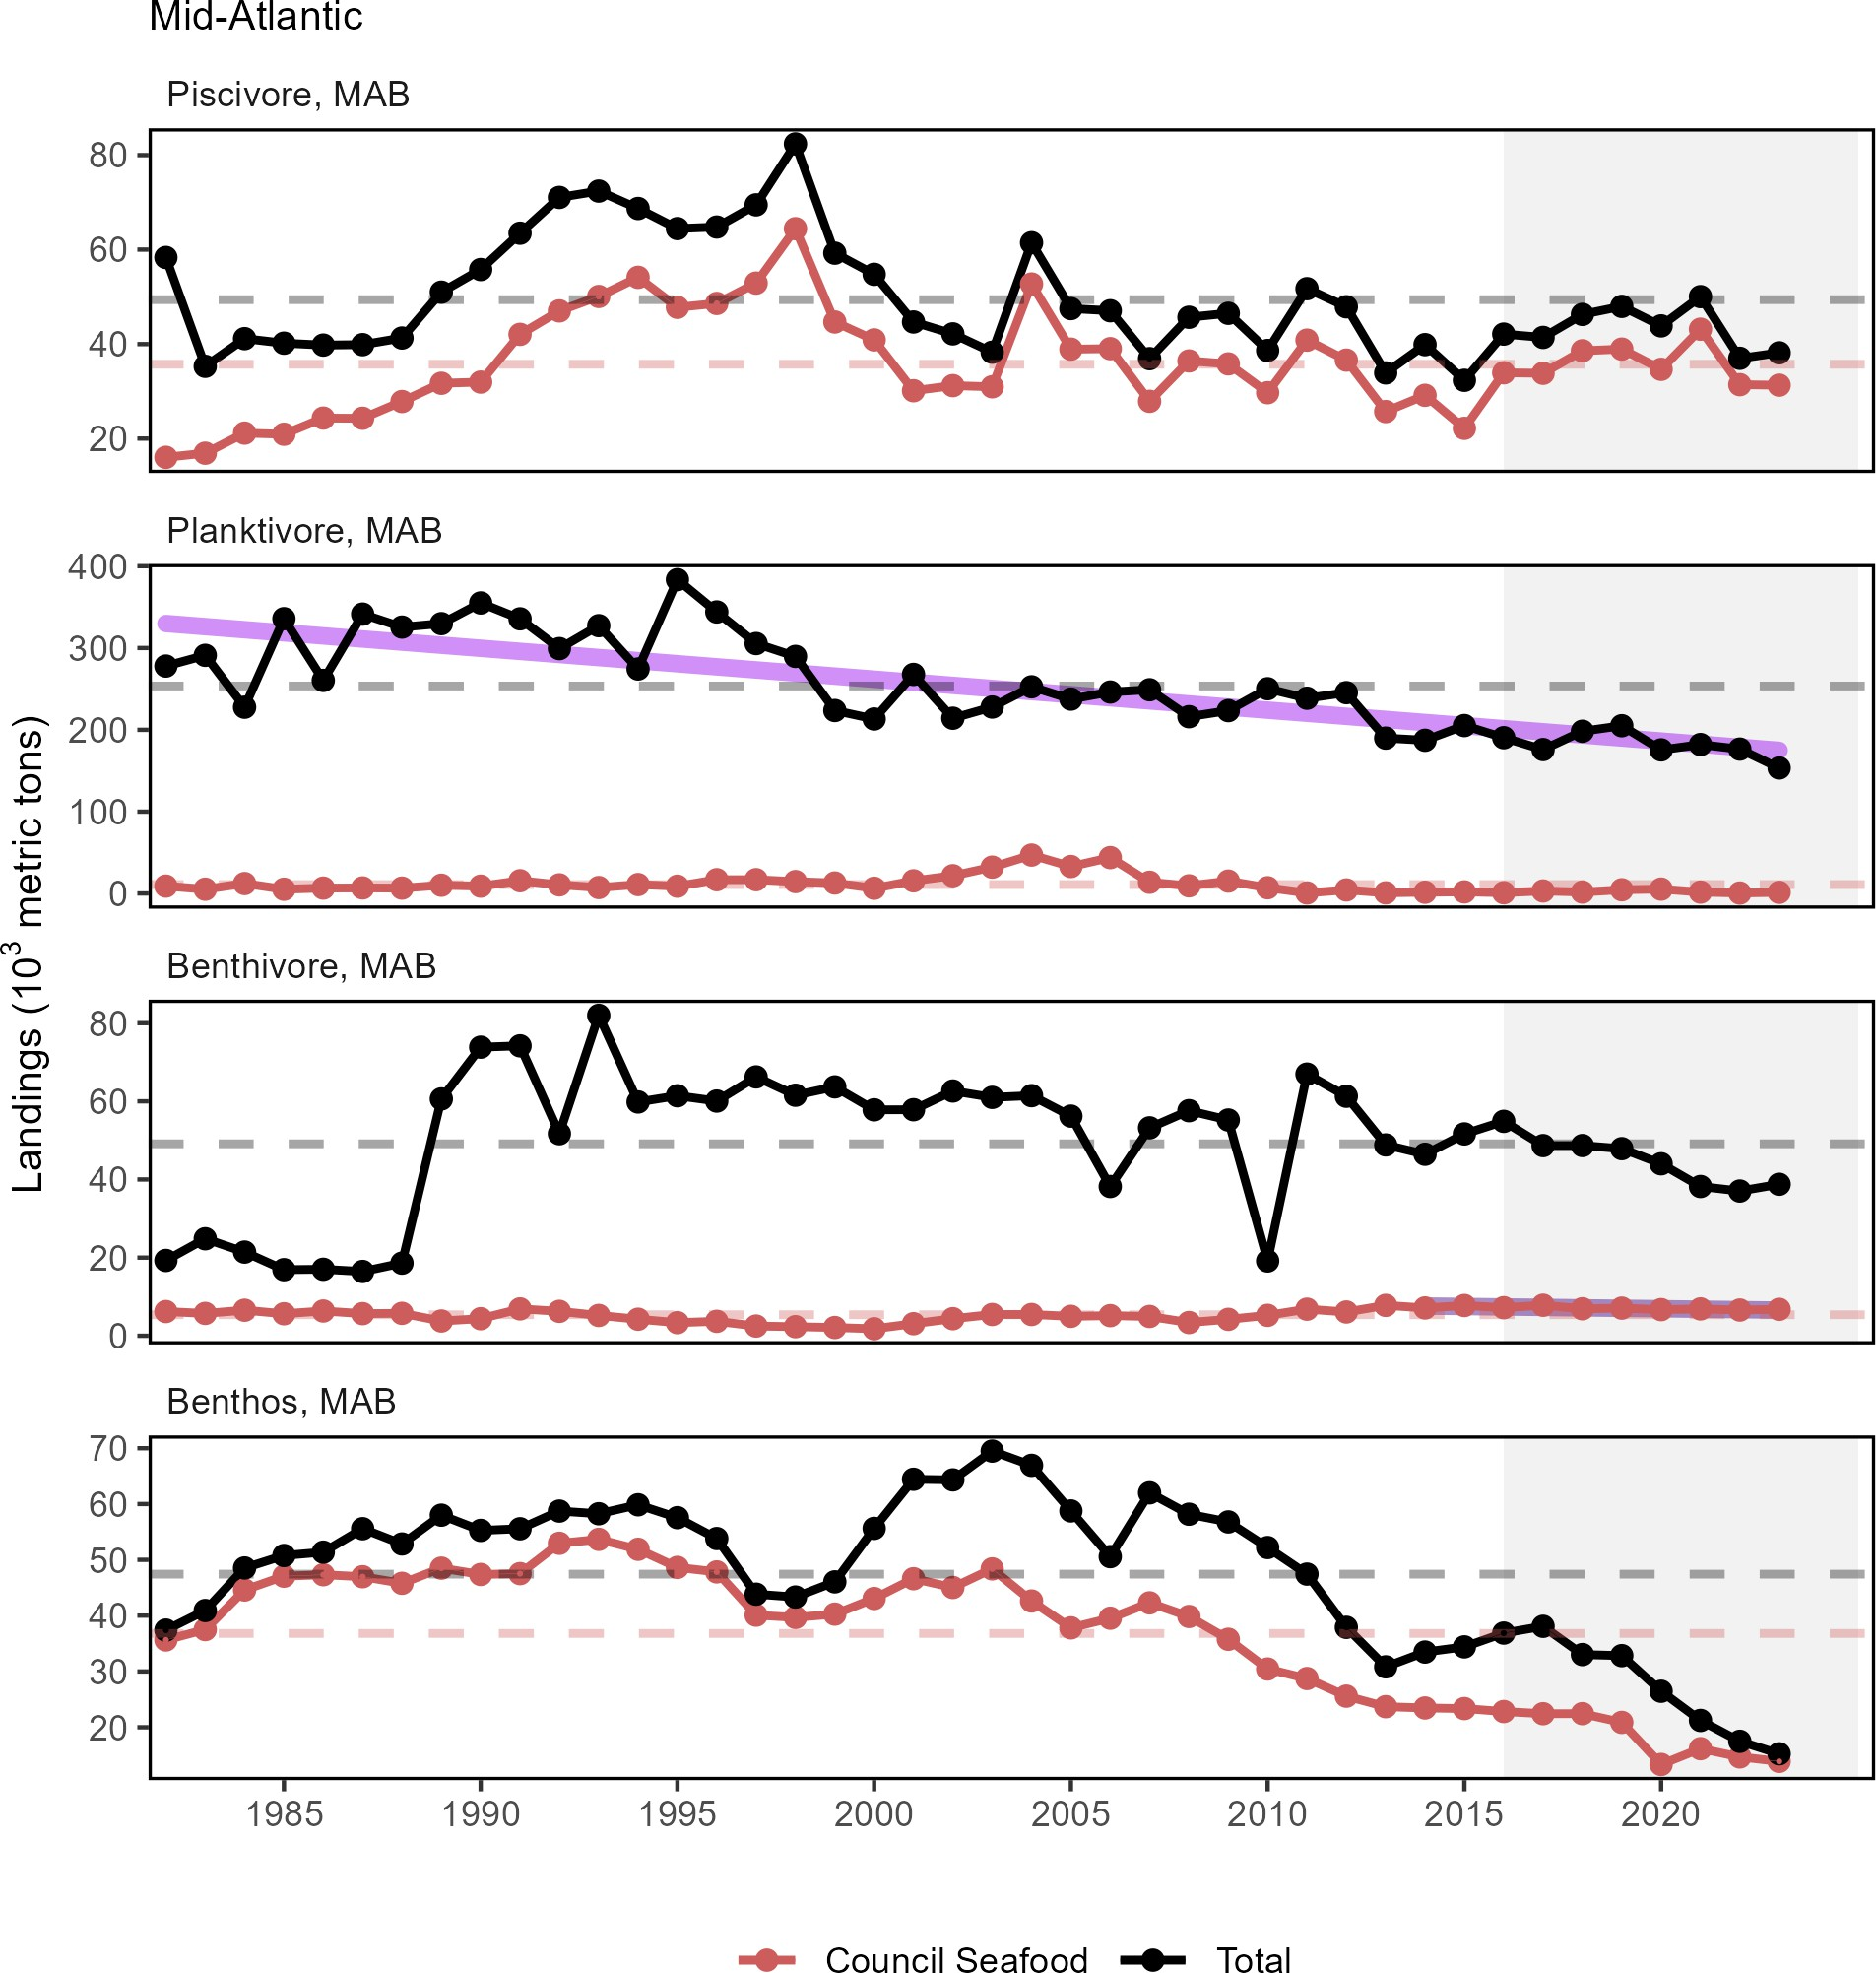 Mid-Atlantic
Piscivore, MAB
80
60
40
20
Planktivore, MAB
400
300
200
100
0
Landings (10³ metric tons)
Benthivore, MAB
80
60
40
20
0
Benthos, MAB
70
60
50
40
30
20
1985 1990 1995 2000 2005 2010 2015 2020
Council Seafood Total